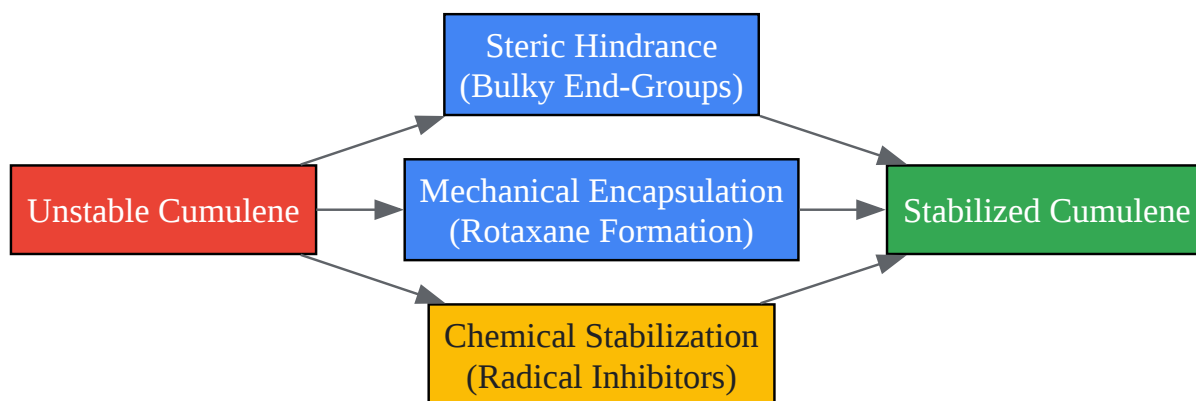 Steric Hindrance
(Bulky End-Groups)
Unstable Cumulene
Mechanical Encapsulation
(Rotaxane Formation)
Stabilized Cumulene
Chemical Stabilization
(Radical Inhibitors)